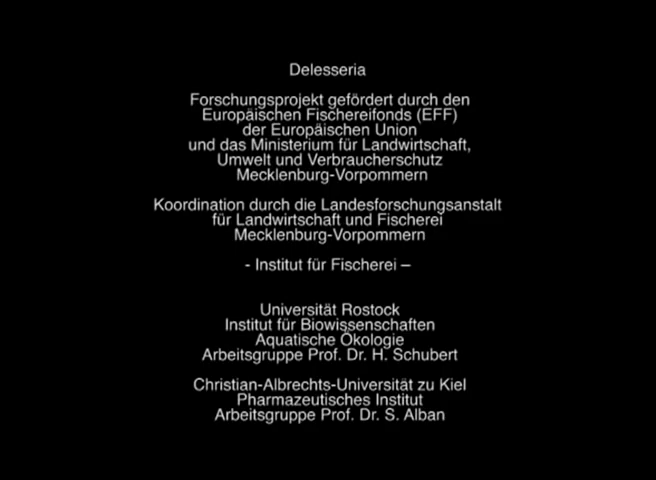 Delesseria
Forschungsprojekt gefördert durch den
Europäischen Fischereifonds (EFF)
der Europäischen Union
und das Ministerium für Landwirtschaft,
Umwelt und Verbraucherschutz
Mecklenburg-Vorpommern
Koordination durch die Landesforschungsanstalt
für Landwirtschaft und Fischerei
Mecklenburg-Vorpommern
- Institut für Fischerei –
Universität Rostock
Institut für Biowissenschaften
Aquatische Ökologie
Arbeitsgruppe Prof. Dr. H. Schubert
Christian-Albrechts-Universität zu Kiel
Pharmazeutisches Institut
Arbeitsgruppe Prof. Dr. S. Alban